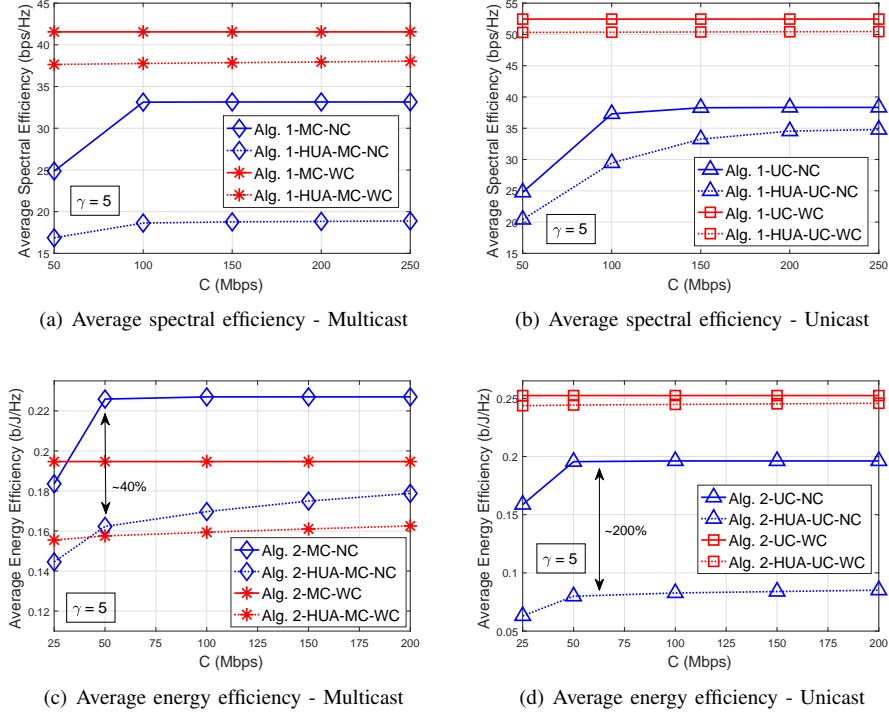 45
40
35
30
25
20
15
50
100
150
200
250
Average Spectral Efficiency (bps/Hz)
C (Mbps)
Alg. 1-MC-NC
Alg. 1-HUA-MC-NC
Alg. 1-MC-WC
Alg. 1-HUA-MC-WC
γ = 5
(a) Average spectral efficiency - Multicast
55
50
45
40
35
30
25
20
15
50
100
150
200
250
Average Spectral Efficiency (bps/Hz)
C (Mbps)
Alg. 1-UC-NC
Alg. 1-HUA-UC-NC
Alg. 1-UC-WC
Alg. 1-HUA-UC-WC
γ = 5
(b) Average spectral efficiency - Unicast
0.22
0.2
0.18
0.16
0.14
0.12
25
50
75
100
125
150
175
200
Average Energy Efficiency (b/J/Hz)
C (Mbps)
~40%
Alg. 2-MC-NC
Alg. 2-HUA-MC-NC
Alg. 2-MC-WC
Alg. 2-HUA-MC-WC
γ = 5
(c) Average energy efficiency - Multicast
0.25
0.2
0.15
0.1
0.05
25
50
75
100
125
150
175
200
Average Energy Efficiency (b/J/Hz)
C (Mbps)
~200%
Alg. 2-UC-NC
Alg. 2-HUA-UC-NC
Alg. 2-UC-WC
Alg. 2-HUA-UC-WC
γ = 5
(d) Average energy efficiency - Unicast